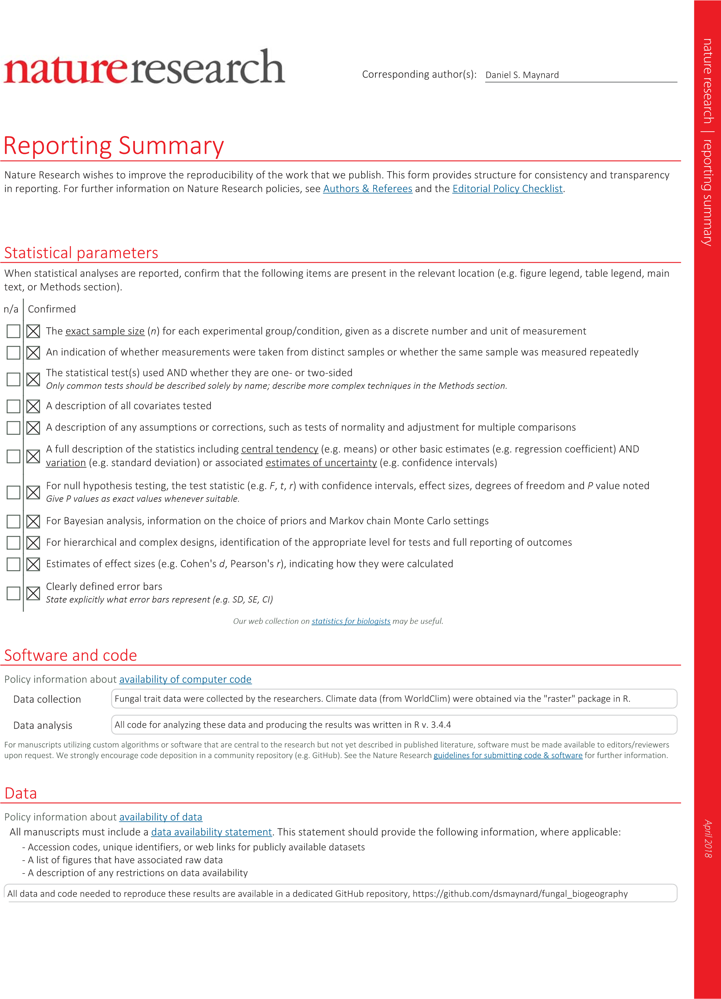 natureresearch
Corresponding author(s): Daniel S. Maynard
Reporting Summary
Nature Research wishes to improve the reproducibility of the work that we publish. This form provides structure for consistency and transparency
in reporting. For further information on Nature Research policies, see Authors & Referees and the Editorial Policy Checklist.
Statistical parameters
When statistical analyses are reported, confirm that the following items are present in the relevant location (e.g. figure legend, table legend, main
text, or Methods section).
n/a Confirmed
The exact sample size (n) for each experimental group/condition, given as a discrete number and unit of measurement
An indication of whether measurements were taken from distinct samples or whether the same sample was measured repeatedly
The statistical test(s) used AND whether they are one- or two-sided
Only common tests should be described solely by name; describe more complex techniques in the Methods section.
A description of all covariates tested
A description of any assumptions or corrections, such as tests of normality and adjustment for multiple comparisons
A full description of the statistics including central tendency (e.g. means) or other basic estimates (e.g. regression coefficient) AND
variation (e.g. standard deviation) or associated estimates of uncertainty (e.g. confidence intervals)
For null hypothesis testing, the test statistic (e.g. F, t, r) with confidence intervals, effect sizes, degrees of freedom and P value noted
Give P values as exact values whenever suitable.
For Bayesian analysis, information on the choice of priors and Markov chain Monte Carlo settings
For hierarchical and complex designs, identification of the appropriate level for tests and full reporting of outcomes
Estimates of effect sizes (e.g. Cohen's d, Pearson's r), indicating how they were calculated
Clearly defined error bars
State explicitly what error bars represent (e.g. SD, SE, CI)
Our web collection on statistics for biologists may be useful.
Software and code
Policy information about availability of computer code
Data collection Fungal trait data were collected by the researchers. Climate data (from WorldClim) were obtained via the "raster" package in R.
Data analysis All code for analyzing these data and producing the results was written in R v. 3.4.4
For manuscripts utilizing custom algorithms or software that are central to the research but not yet described in published literature, software must be made available to editors/reviewers
upon request. We strongly encourage code deposition in a community repository (e.g. GitHub). See the Nature Research guidelines for submitting code & software for further information.
Data
Policy information about availability of data
All manuscripts must include a data availability statement. This statement should provide the following information, where applicable:
- Accession codes, unique identifiers, or web links for publicly available datasets
- A list of figures that have associated raw data
- A description of any restrictions on data availability
All data and code needed to reproduce these results are available in a dedicated GitHub repository, https://github.com/dsmaynard/fungal_biogeography
nature research | reporting summary
April 2018